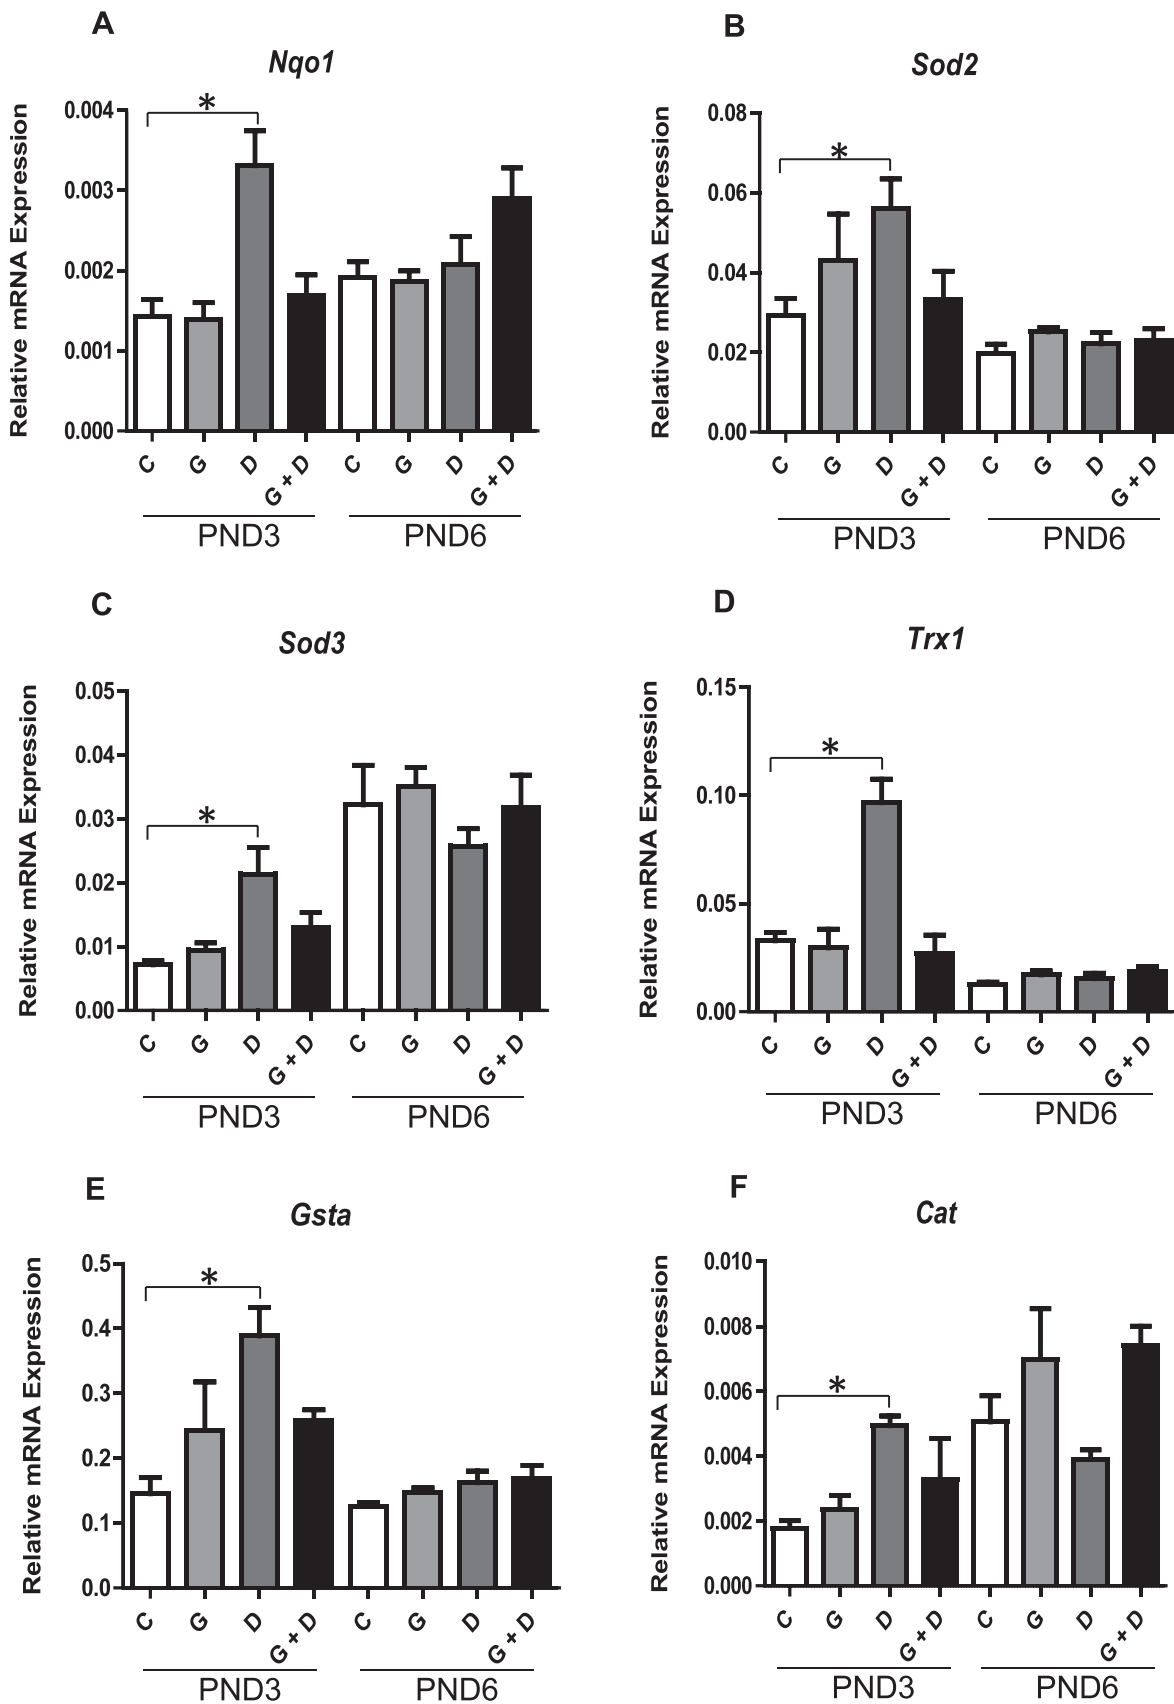 A
Nqo1
Relative mRNA Expression
0.004
0.003
0.002
0.001
0.000
*
C G D G + D C G D G + D
PND3 PND6
B
Sod2
Relative mRNA Expression
0.08
0.06
0.04
0.02
0.00
*
C G D G + D C G D G + D
PND3 PND6
C
Sod3
Relative mRNA Expression
0.05
0.04
0.03
0.02
0.01
0.00
*
C G D G + D C G D G + D
PND3 PND6
D
Trx1
Relative mRNA Expression
0.15
0.10
0.05
0.00
*
C G D G + D C G D G + D
PND3 PND6
E
Gsta
Relative mRNA Expression
0.5
0.4
0.3
0.2
0.1
0.0
*
C G D G + D C G D G + D
PND3 PND6
F
Cat
Relative mRNA Expression
0.010
0.008
0.006
0.004
0.002
0.000
*
C G D G + D C G D G + D
PND3 PND6